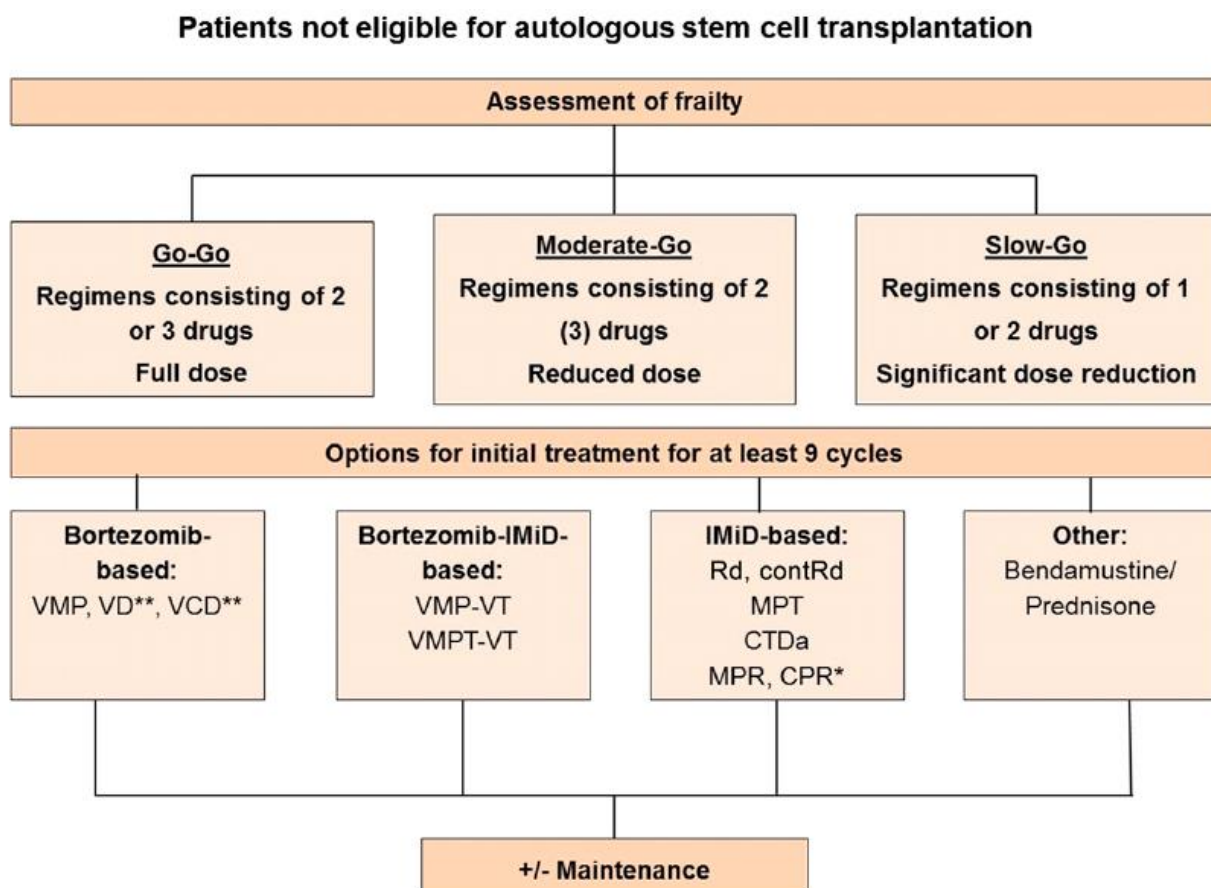 Patients not eligible for autologous stem cell transplantation
Assessment of frailty
Go-Go
Regimens consisting of 2
or 3 drugs
Full dose
Moderate-Go
Regimens consisting of 2
(3) drugs
Reduced dose
Slow-Go
Regimens consisting of 1
or 2 drugs
Significant dose reduction
Options for initial treatment for at least 9 cycles
Bortezomib-
based:
VMP, VD**, VCD**
Bortezomib-IMiD-
based:
VMP-VT
VMPT-VT
IMiD-based:
Rd, contRd
MPT
CTDa
MPR, CPR*
Other:
Bendamustine/
Prednisone
+/- Maintenance